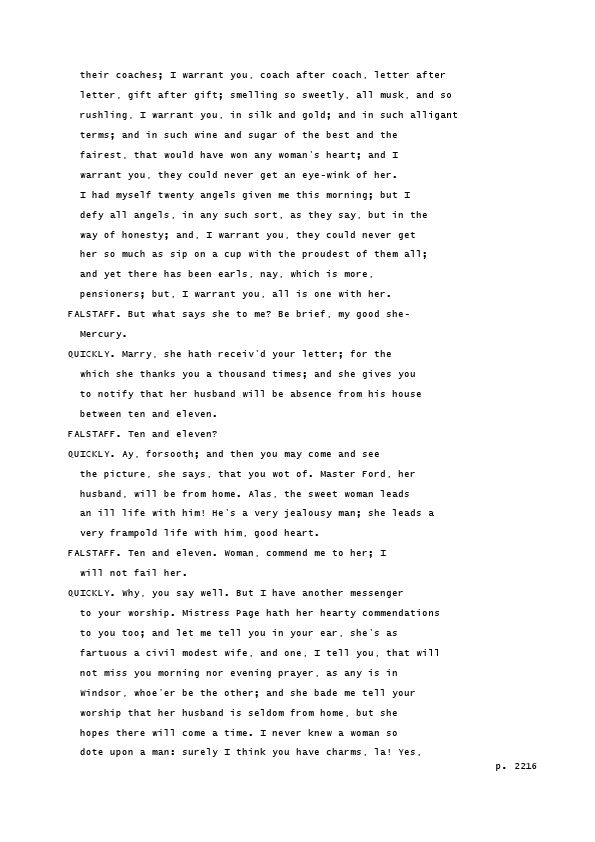 their coaches; I warrant you, coach after coach, letter after
letter, gift after gift; smelling so sweetly, all musk, and so
rushling, I warrant you, in silk and gold; and in such alligant
terms; and in such wine and sugar of the best and the
fairest, that would have won any woman's heart; and I
warrant you, they could never get an eye-wink of her.
I had myself twenty angels given me this morning; but I
defy all angels, in any such sort, as they say, but in the
way of honesty; and, I warrant you, they could never get
her so much as sip on a cup with the proudest of them all;
and yet there has been earls, nay, which is more,
pensioners; but, I warrant you, all is one with her.
FALSTAFF. But what says she to me? Be brief, my good she-
Mercury.
QUICKLY. Marry, she hath receiv'd your letter; for the
which she thanks you a thousand times; and she gives you
to notify that her husband will be absence from his house
between ten and eleven.
FALSTAFF. Ten and eleven?
QUICKLY. Ay, forsooth; and then you may come and see
the picture, she says, that you wot of. Master Ford, her
husband, will be from home. Alas, the sweet woman leads
an ill life with him! He's a very jealousy man; she leads a
very frampold life with him, good heart.
FALSTAFF. Ten and eleven. Woman, commend me to her; I
will not fail her.
QUICKLY. Why, you say well. But I have another messenger
to your worship. Mistress Page hath her hearty commendations
to you too; and let me tell you in your ear, she's as
fartuous a civil modest wife, and one, I tell you, that will
not miss you morning nor evening prayer, as any is in
Windsor, whoe'er be the other; and she bade me tell your
worship that her husband is seldom from home, but she
hopes there will come a time. I never knew a woman so
dote upon a man: surely I think you have charms, la! Yes,
p. 2216